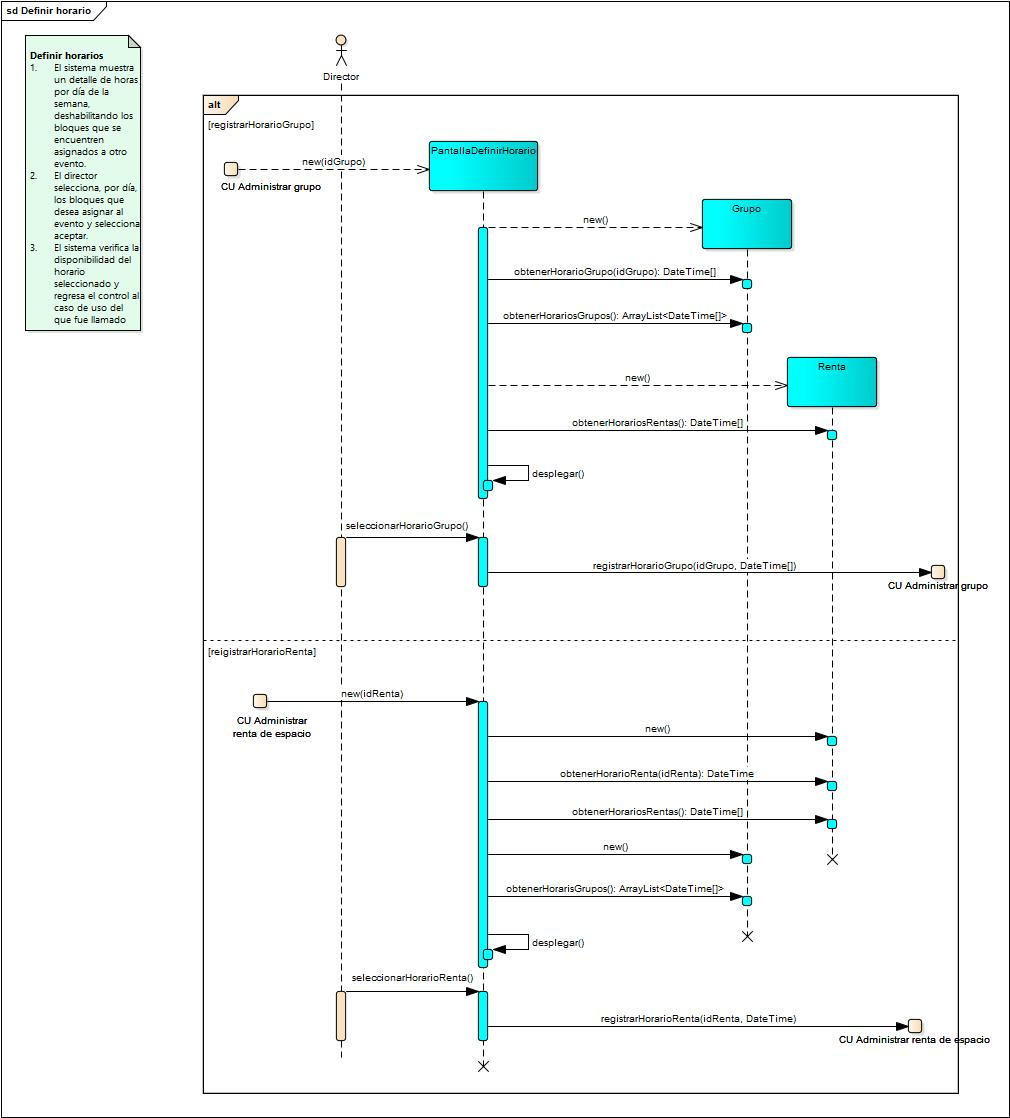 sd Definir horario
Definir horarios
1. El sistema muestra
un detalle de horas
por día de la
semana,
deshabilitando los
bloques que se
encuentren
asignados a otro
evento.
2. El director
selecciona, por día,
los bloques que
desea asignar al
evento y selecciona
aceptar.
3. El sistema verifica la
disponibilidad del
horario
seleccionado y
regresa el control al
caso de uso del
que fue llamado
Director
alt
[registrarHorarioGrupo]
PantallaDefinirHorario
new(idGrupo)
CU Administrar grupo
Grupo
new()
obtenerHorarioGrupo(idGrupo): DateTime[]
obtenerHorariosGrupos(): ArrayList<DateTime[]>
Renta
new()
obtenerHorariosRentas(): DateTime[]
desplegar()
seleccionarHorarioGrupo()
registrarHorarioGrupo(idGrupo, DateTime[])
CU Administrar grupo
[reigistrarHorarioRenta]
new(idRenta)
CU Administrar
renta de espacio
new()
obtenerHorarioRenta(idRenta): DateTime
obtenerHorariosRentas(): DateTime[]
new()
obtenerHorarisGrupos(): ArrayList<DateTime[]>
desplegar()
seleccionarHorarioRenta()
registrarHorarioRenta(idRenta, DateTime)
CU Administrar renta de espacio